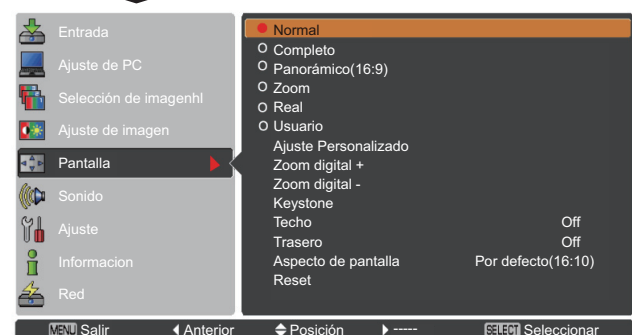 Entrada
Ajuste de PC
Selección de imagenhl
Ajuste de imagen
Pantalla
Sonido
Ajuste
Informacion
Red
Normal
Completo
Panorámico(16:9)
Zoom
Real
Usuario
Ajuste Personalizado
Zoom digital +
Zoom digital -
Keystone
Techo Off
Trasero Off
Aspecto de pantalla Por defecto(16:10)
Reset
MENU Salir Anterior Posición ----- SELECT Seleccionar